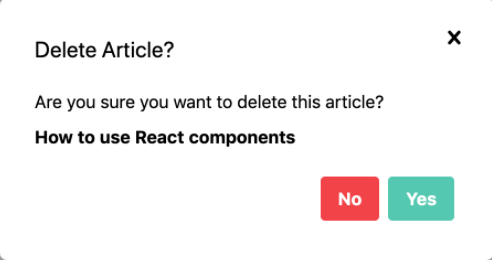 Delete Article?
Are you sure you want to delete this article?
How to use React components
No Yes